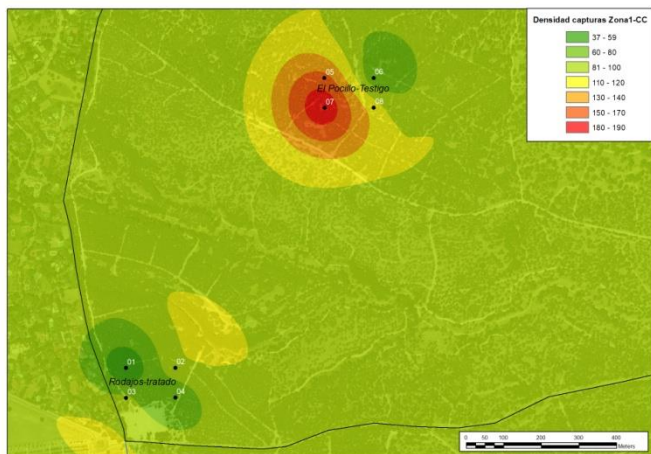 Densidad capturas Zona1-CC
37 - 59
60 - 80
81 - 100
110 - 120
130 - 140
150 - 170
180 - 190
05
06
El Pocillo-Testigo
07
08
01
02
Rodajos-tratado
03
04
0 50 100 200 300 400
Meters